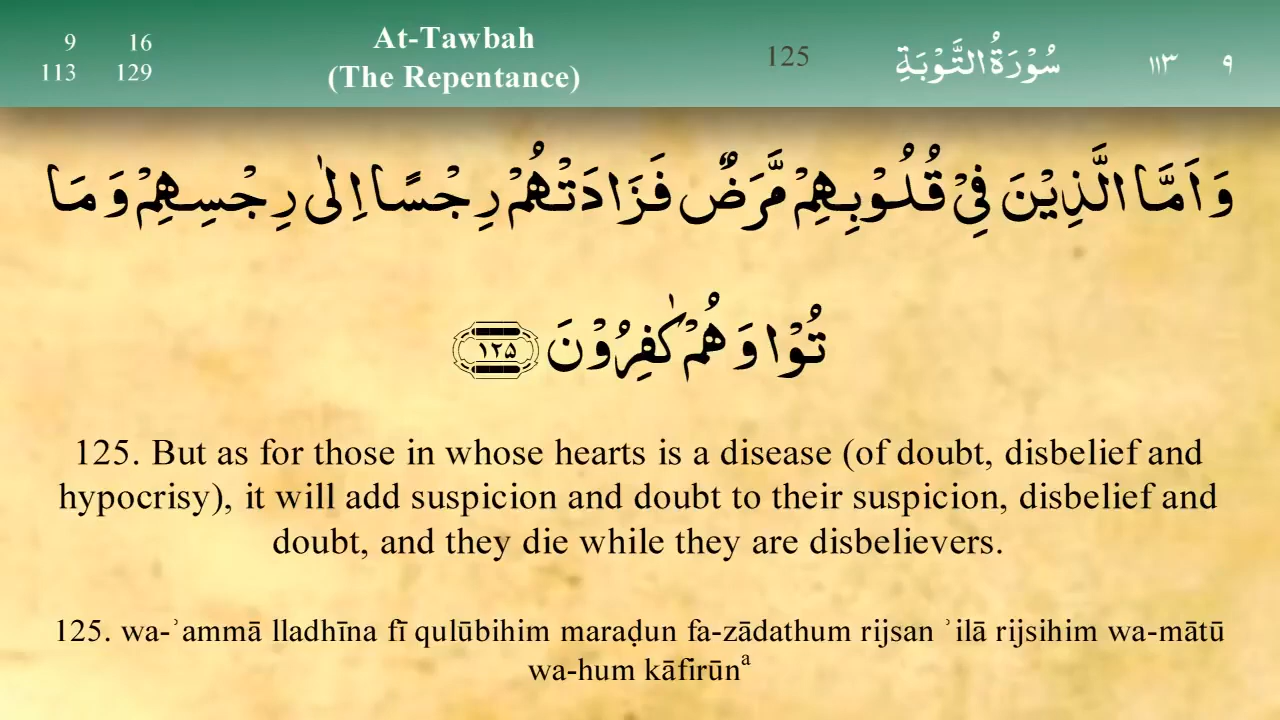 9 16
113 129
At-Tawbah
(The Repentance)
125
سُوْرَةُ التَّوْبَةِ
١١٣ ٩
وَاَمَّا الَّذِيْنَ فِيْ قُلُوْبِهِمْ مَّرَضٌ فَزَادَتْهُمْ رِجْسًا اِلٰى رِجْسِهِمْ وَمَا
تُوْا وَهُمْ كٰفِرُوْنَ ١٢٥
125. But as for those in whose hearts is a disease (of doubt, disbelief and
hypocrisy), it will add suspicion and doubt to their suspicion, disbelief and
doubt, and they die while they are disbelievers.
125. wa-ʾammā lladhīna fī qulūbihim maraḍun fa-zādathum rijsan ʾilā rijsihim wa-mātū
wa-hum kāfirūnᵃ